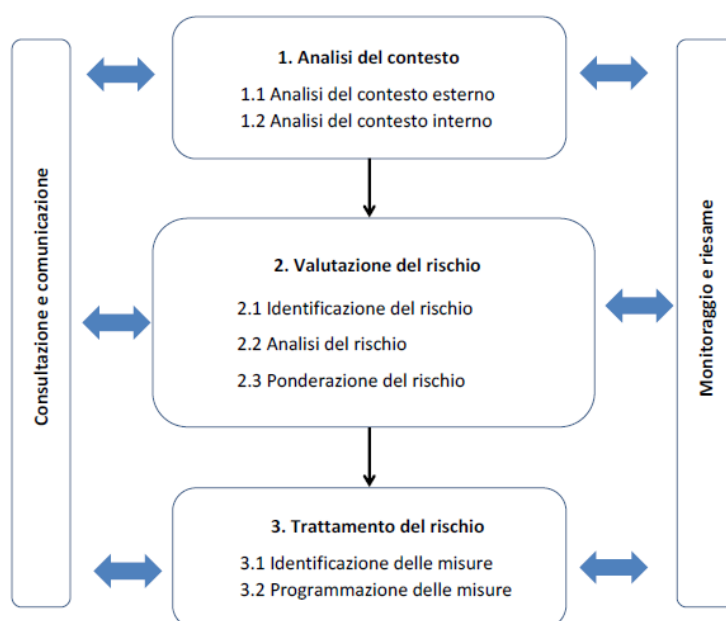 Consultazione e comunicazione
1. Analisi del contesto
1.1 Analisi del contesto esterno
1.2 Analisi del contesto interno
2. Valutazione del rischio
2.1 Identificazione del rischio
2.2 Analisi del rischio
2.3 Ponderazione del rischio
3. Trattamento del rischio
3.1 Identificazione delle misure
3.2 Programmazione delle misure
Monitoraggio e riesame